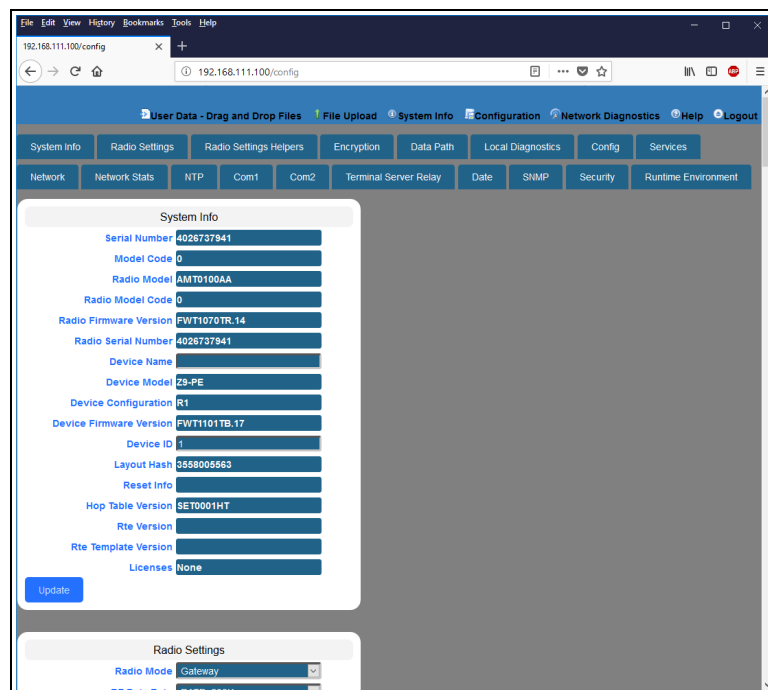 File Edit View History Bookmarks Tools Help
192.168.111.100/config
192.168.111.100/config
User Data - Drag and Drop Files File Upload System Info Configuration Network Diagnostics Help Logout
System Info Radio Settings Radio Settings Helpers Encryption Data Path Local Diagnostics Config Services
Network Network Stats NTP Com1 Com2 Terminal Server Relay Date SNMP Security Runtime Environment
System Info
Serial Number 4026737941
Model Code 0
Radio Model AMT0100AA
Radio Model Code 0
Radio Firmware Version FWT1070TR.14
Radio Serial Number 4026737941
Device Name
Device Model Z9-PE
Device Configuration R1
Device Firmware Version FWT1101TB.17
Device ID 1
Layout Hash 3558005563
Reset Info
Hop Table Version SET0001HT
Rte Version
Rte Template Version
Licenses None
Update
Radio Settings
Radio Mode Gateway